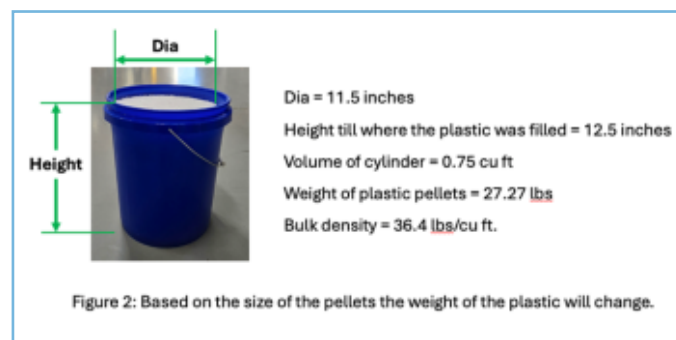 Dia
Height
Dia = 11.5 inches
Height till where the plastic was filled = 12.5 inches
Volume of cylinder = 0.75 cu ft
Weight of plastic pellets = 27.27 lbs
Bulk density = 36.4 lbs/cu ft.
Figure 2: Based on the size of the pellets the weight of the plastic will change.